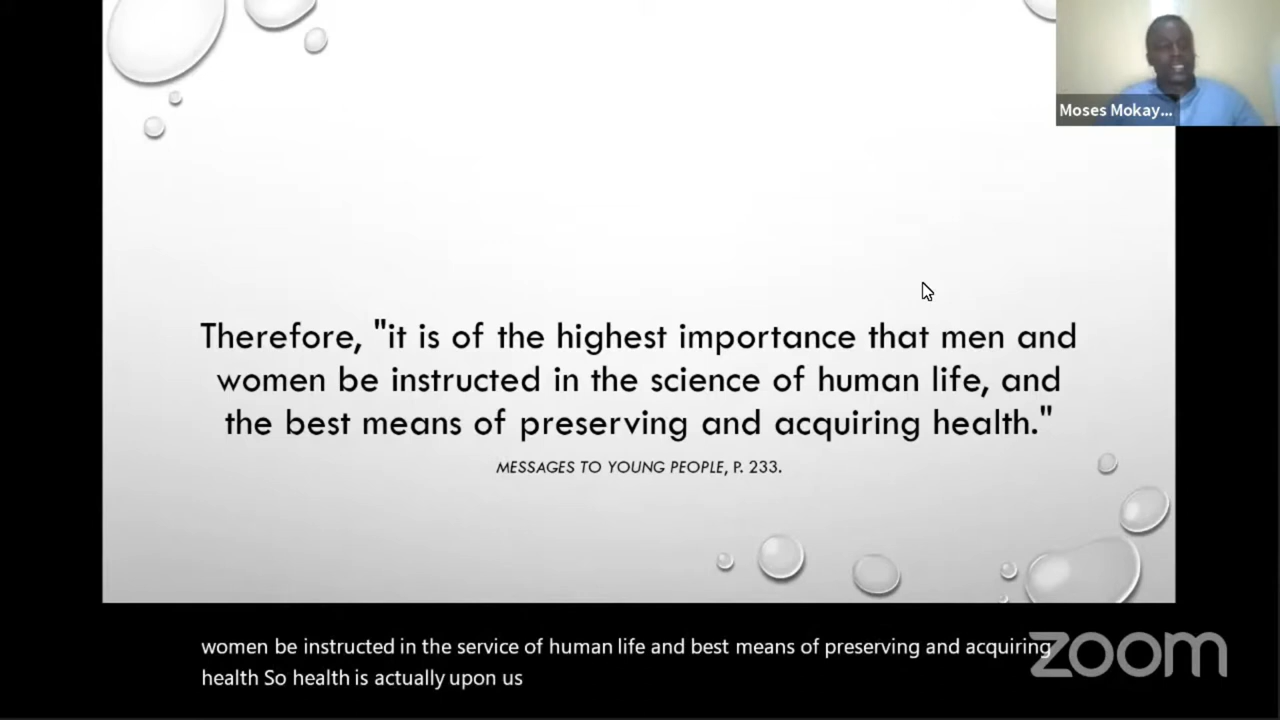 Moses Mokay...
Therefore, "it is of the highest importance that men and
women be instructed in the science of human life, and
the best means of preserving and acquiring health."
MESSAGES TO YOUNG PEOPLE, P. 233.
women be instructed in the service of human life and best means of preserving and acquiring
health So health is actually upon us
zoom